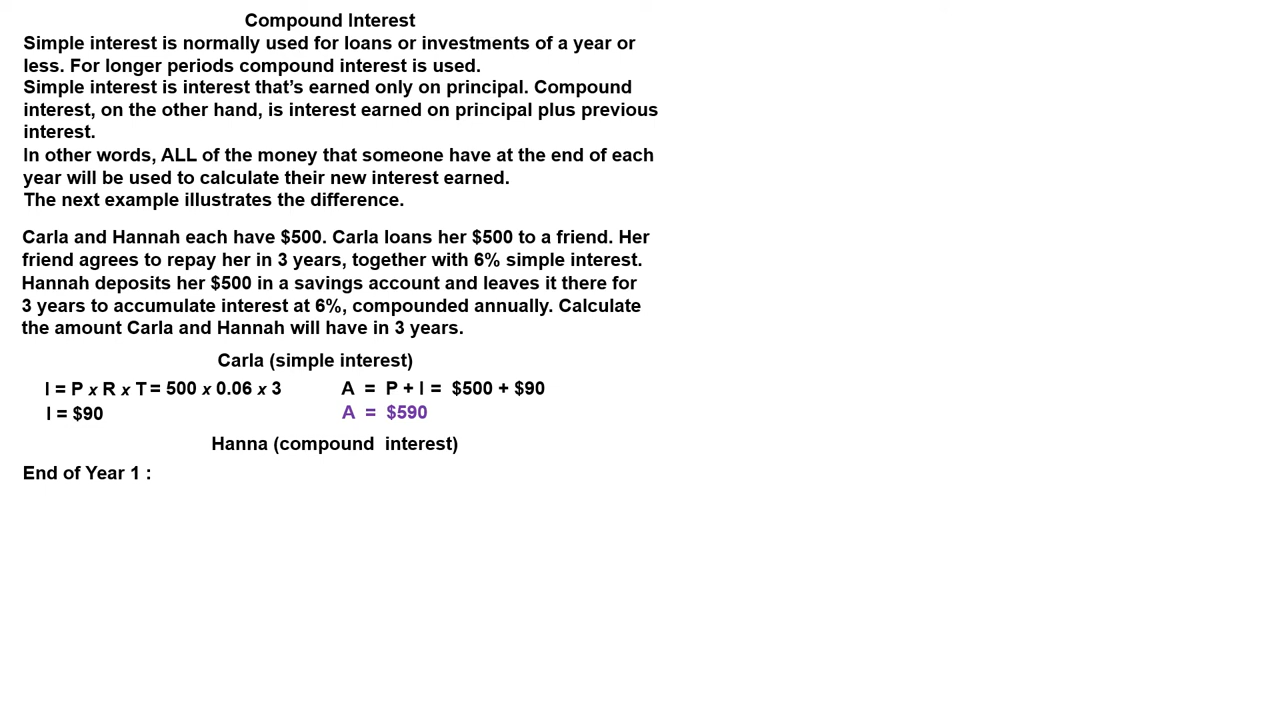 Compound Interest
Simple interest is normally used for loans or investments of a year or
less. For longer periods compound interest is used.
Simple interest is interest that's earned only on principal. Compound
interest, on the other hand, is interest earned on principal plus previous
interest.
In other words, ALL of the money that someone have at the end of each
year will be used to calculate their new interest earned.
The next example illustrates the difference.
Carla and Hannah each have $500. Carla loans her $500 to a friend. Her
friend agrees to repay her in 3 years, together with 6% simple interest.
Hannah deposits her $500 in a savings account and leaves it there for
3 years to accumulate interest at 6%, compounded annually. Calculate
the amount Carla and Hannah will have in 3 years.
Carla (simple interest)
I = P x R x T = 500 x 0.06 x 3 A = P + I = $500 + $90
I = $90 A = $590
Hanna (compound interest)
End of Year 1 :